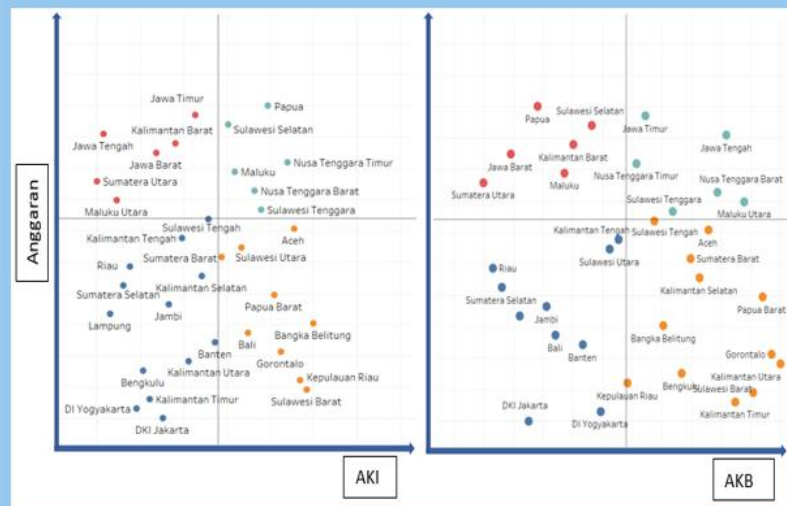 Jawa Timur
Papua
Kalimantan Barat
Sulawesi Selatan
Jawa Tengah
Jawa Barat
Nusa Tenggara Timur
Maluku
Sumatera Utara
Nusa Tenggara Barat
Maluku Utara
Sulawesi Tenggara
Sulawesi Tengah
Kalimantan Tengah
Aceh
Sumatera Barat
Sulawesi Utara
Riau
Kalimantan Selatan
Sumatera Selatan
Papua Barat
Lampung
Jambi
Bangka Belitung
Bali
Banten
Gorontalo
Kalimantan Utara
Bengkulu
Kepulauan Riau
Sulawesi Barat
Kalimantan Timur
DI Yogyakarta
DKI Jakarta
Anggaran
AKI
Papua
Sulawesi Selatan
Jawa Timur
Jawa Tengah
Jawa Barat
Kalimantan Barat
Nusa Tenggara Timur
Nusa Tenggara Barat
Sumatera Utara
Maluku
Sulawesi Tenggara
Maluku Utara
Kalimantan Tengah
Sulawesi Tengah
Aceh
Sulawesi Utara
Sumatera Barat
Riau
Kalimantan Selatan
Sumatera Selatan
Papua Barat
Jambi
Bangka Belitung
Bali
Banten
Gorontalo
Kalimantan Utara
Bengkulu
Sulawesi Barat
Kepulauan Riau
Kalimantan Timur
DKI Jakarta
DI Yogyakarta
AKB